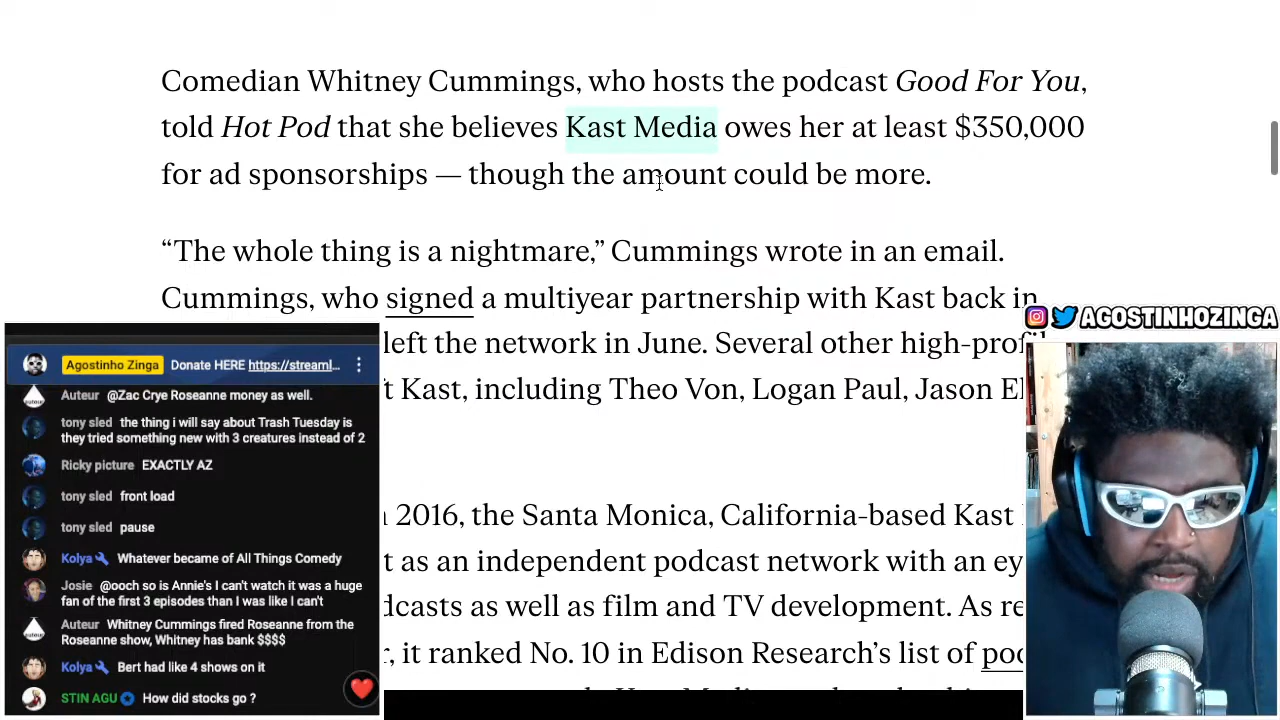 Comedian Whitney Cummings, who hosts the podcast Good For You,
told Hot Pod that she believes Kast Media owes her at least $350,000
for ad sponsorships — though the amount could be more.
“The whole thing is a nightmare,” Cummings wrote in an email.
Cummings, who signed a multiyear partnership with Kast back in
left the network in June. Several other high-profil
t Kast, including Theo Von, Logan Paul, Jason El
2016, the Santa Monica, California-based Kast
t as an independent podcast network with an ey
dcasts as well as film and TV development. As re
r, it ranked No. 10 in Edison Research’s list of pod
AGOSTINHOZINGA
Agostinho Zinga Donate HERE https://streaml...
Auteur @Zac Crye Roseanne money as well.
tony sled the thing i will say about Trash Tuesday is
they tried something new with 3 creatures instead of 2
Ricky picture EXACTLY AZ
tony sled front load
tony sled pause
Kolya Whatever became of All Things Comedy
Josie @ooch so is Annie's I can't watch it was a huge
fan of the first 3 episodes than I was like I can't
Auteur Whitney Cummings fired Roseanne from the
Roseanne show, Whitney has bank $$$$
Kolya Bert had like 4 shows on it
STIN AGU How did stocks go ?